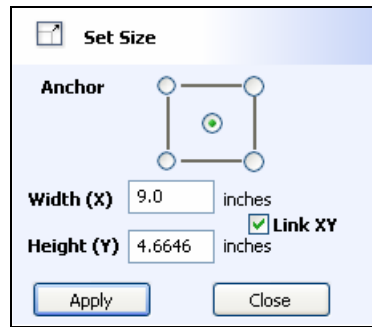 Set Size
Anchor
Width (X) 9.0 inches
Link XY
Height (Y) 4.6646 inches
Apply Close